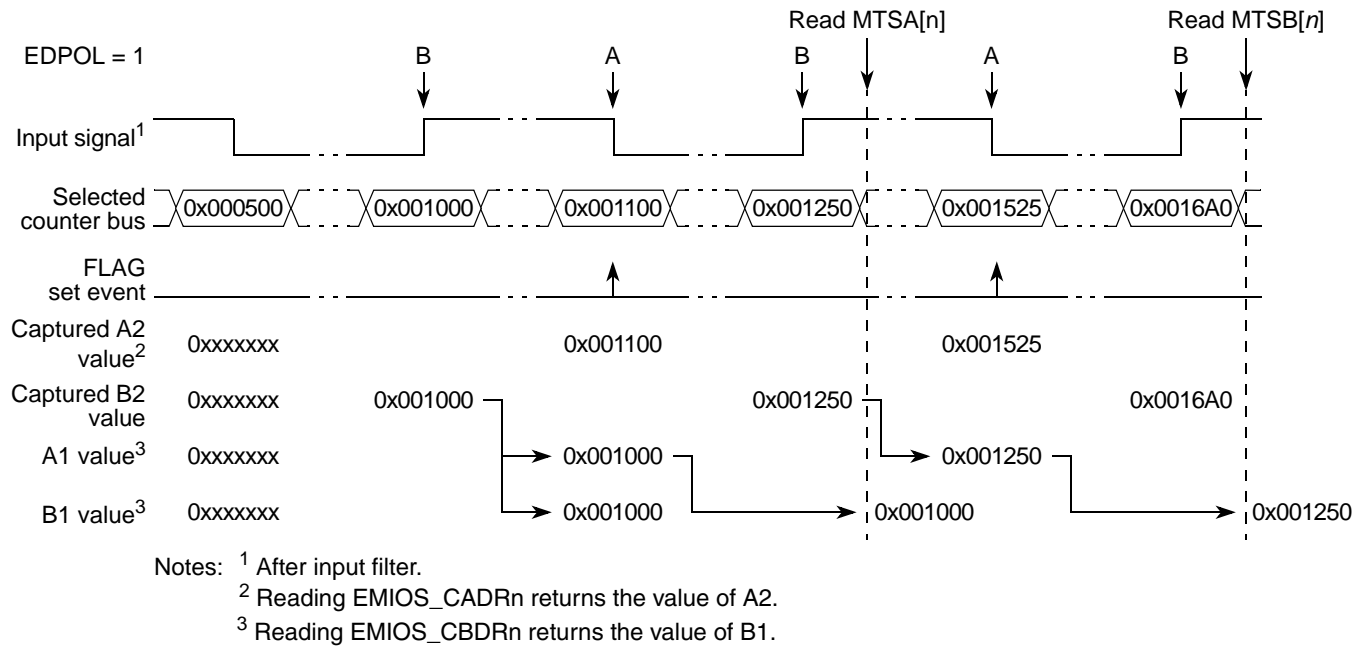 Read MTSA[n] Read MTSB[n]
EDPOL = 1 B A B A B
Input signal1
Selected
counter bus
0x000500 0x001000 0x001100 0x001250 0x001525 0x0016A0
FLAG
set event
Captured A2
value2
0xxxxxxx 0x001100 0x001525
Captured B2
value
0xxxxxxx 0x001000 0x001250 0x0016A0
A1 value3 0xxxxxxx 0x001000 0x001250
B1 value3 0xxxxxxx 0x001000 0x001000 0x001250
Notes: 1 After input filter.
2 Reading EMIOS_CADRn returns the value of A2.
3 Reading EMIOS_CBDRn returns the value of B1.